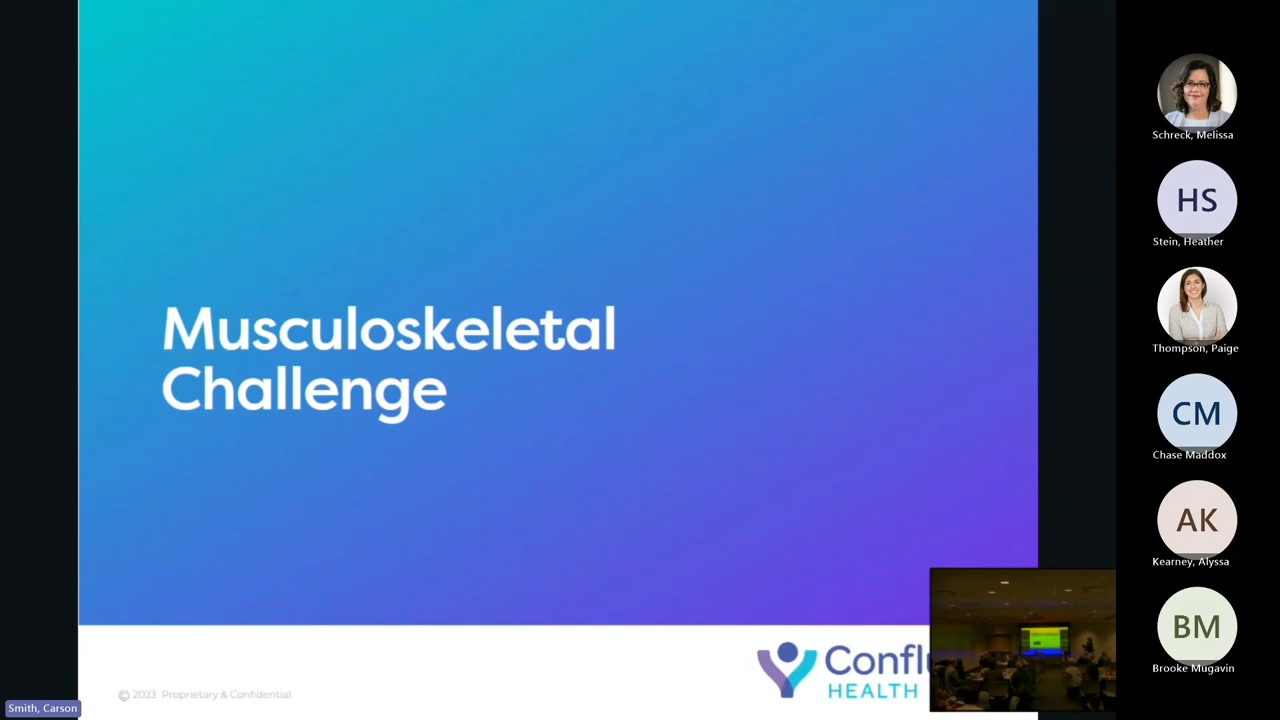 Musculoskeletal
Challenge
© 2023 Proprietary & Confidential
HEALTH
Smith, Carson
Schreck, Melissa
HS
Stein, Heather
Thompson, Paige
CM
Chase Maddox
AK
Kearney, Alyssa
BM
Brooke Mugavin